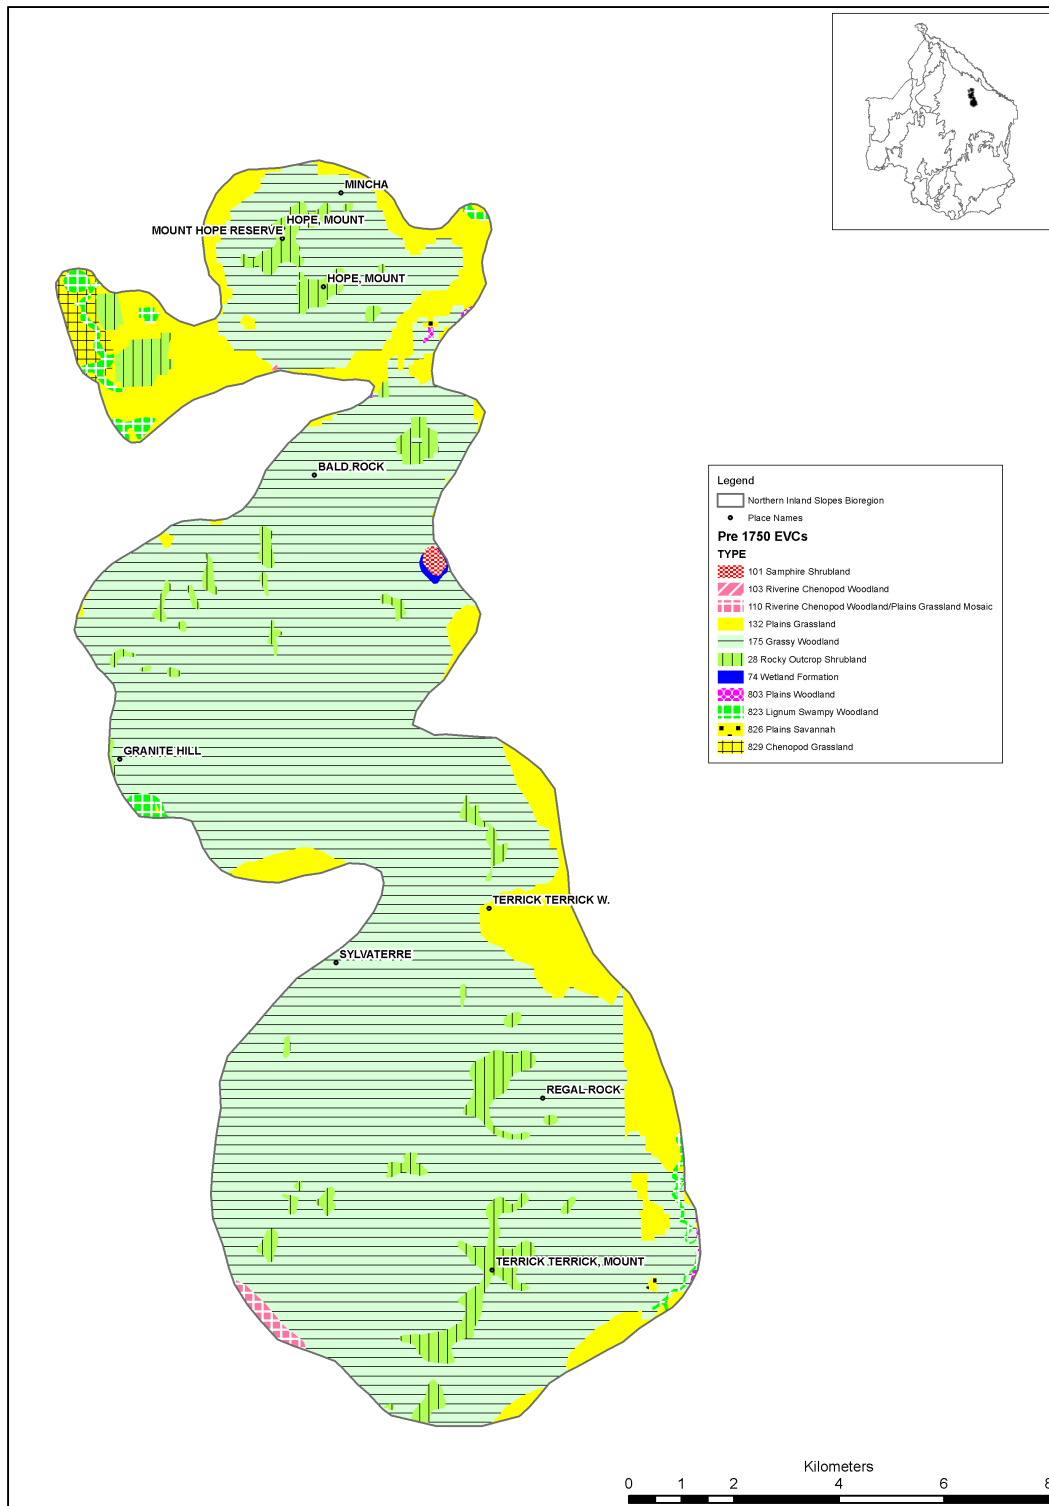 MINCHA
HOPE, MOUNT
MOUNT HOPE RESERVE
HOPE, MOUNT
BALD ROCK
Legend
Northern Inland Slopes Bioregion
Place Names
Pre 1750 EVCs
TYPE
101 Samphire Shrubland
103 Riverine Chenopod Woodland
110 Riverine Chenopod Woodland/Plains Grassland Mosaic
132 Plains Grassland
175 Grassy Woodland
28 Rocky Outcrop Shrubland
74 Wetland Formation
803 Plains Woodland
823 Lignum Swampy Woodland
826 Plains Savannah
829 Chenopod Grassland
GRANITE HILL
TERRICK TERRICK W.
SYLVATERRE
REGAL ROCK
TERRICK TERRICK, MOUNT
Kilometers
0 1 2 4 6 8